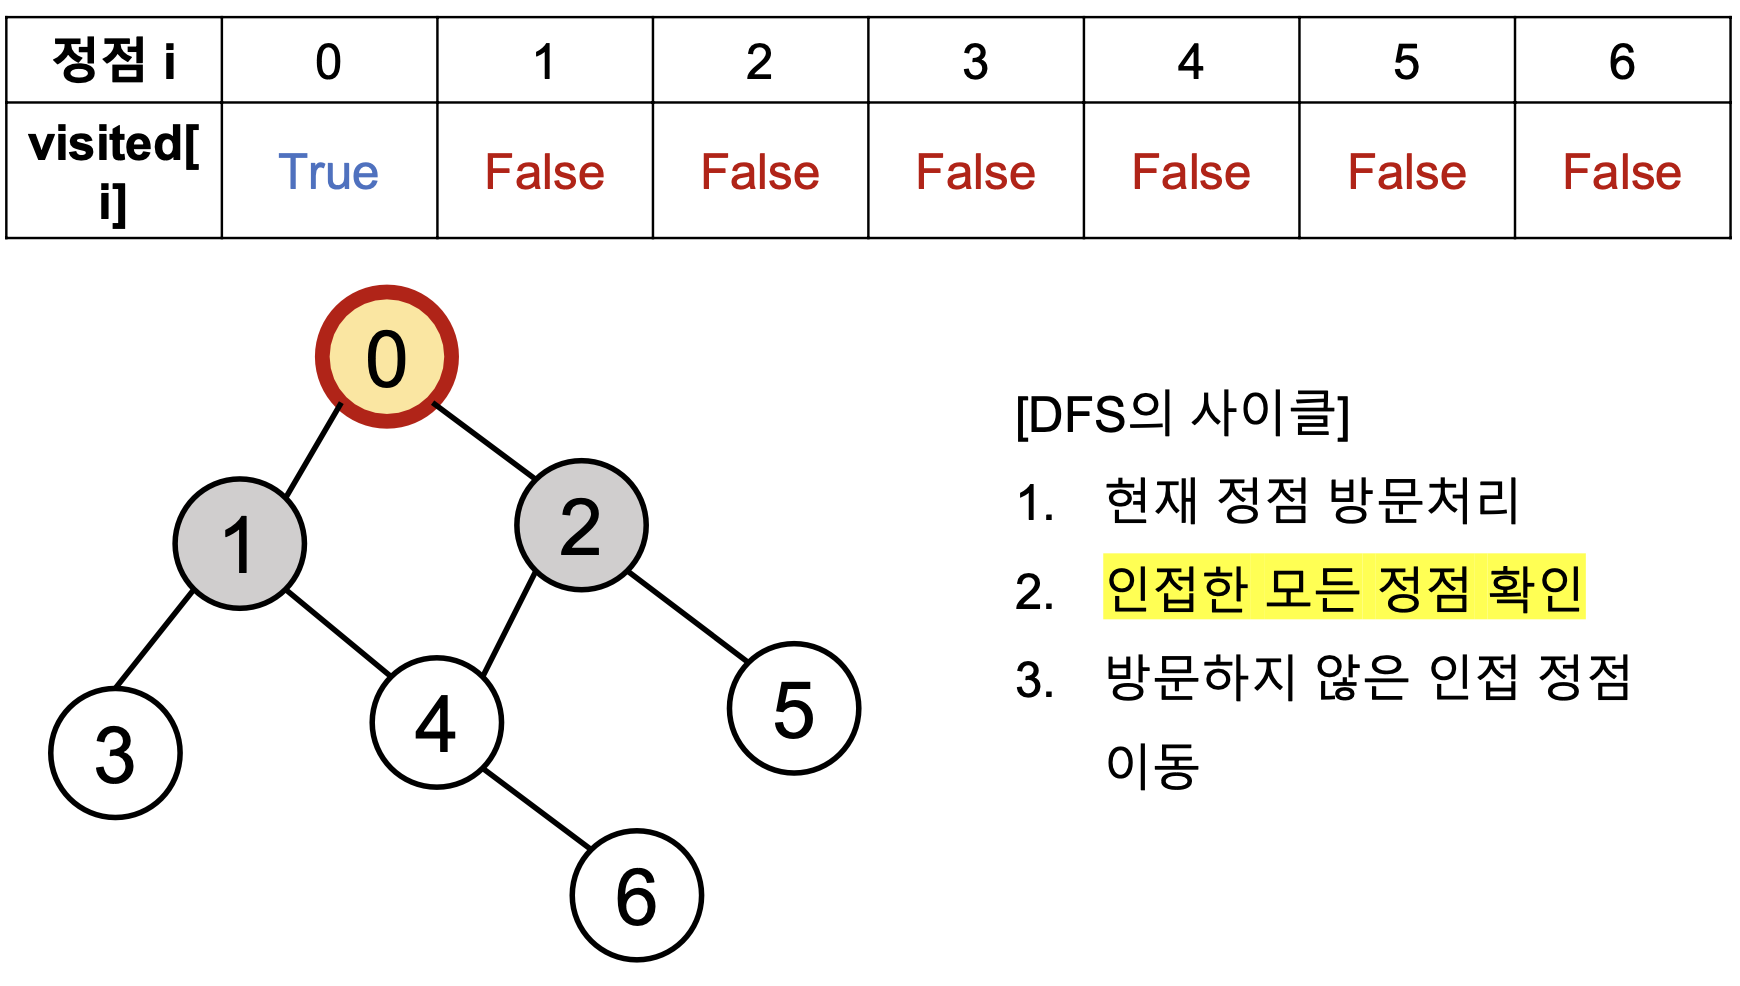 정점 i 0 1 2 3 4 5 6
visited[
i] True False False False False False False
0
1
2
3
4
5
6
[DFS의 사이클]
1. 현재 정점 방문처리
2. 인접한 모든 정점 확인
3. 방문하지 않은 인접 정점
이동